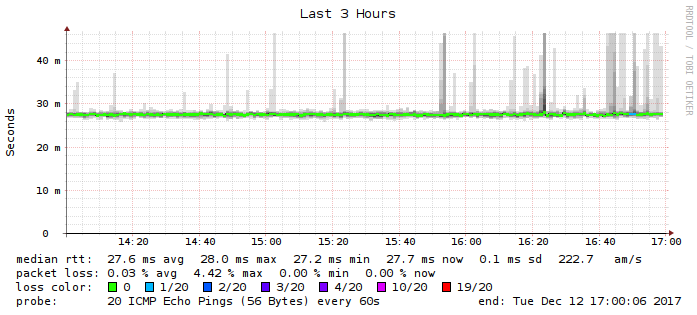 Last 3 Hours
RRDTOOL / TOBI OETIKER
Seconds
40 m
30 m
20 m
10 m
0
14:20 14:40 15:00 15:20 15:40 16:00 16:20 16:40 17:00
median rtt: 27.6 ms avg 28.0 ms max 27.2 ms min 27.7 ms now 0.1 ms sd 222.7 am/s
packet loss: 0.03 % avg 4.42 % max 0.00 % min 0.00 % now
loss color: 0 1/20 2/20 3/20 4/20 10/20 19/20
probe: 20 ICMP Echo Pings (56 Bytes) every 60s end: Tue Dec 12 17:00:06 2017